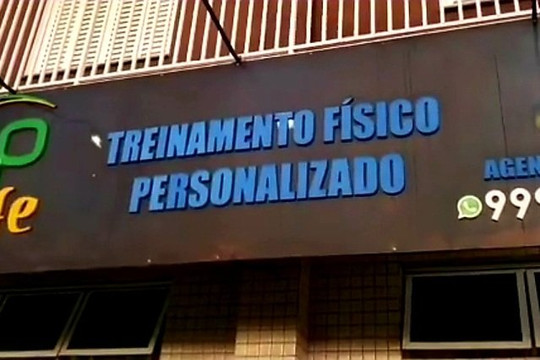 TREINAMENTO FÍSICO
PERSONALIZADO